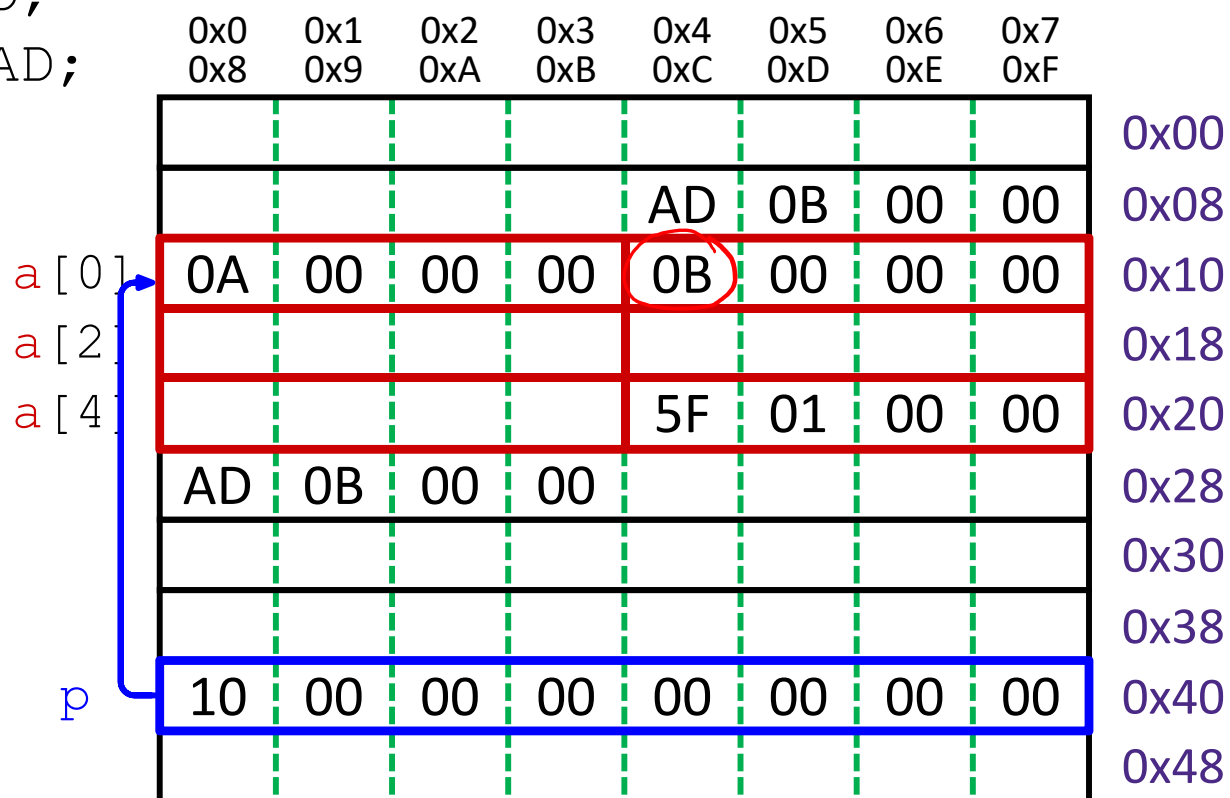 0x0 0x1 0x2 0x3 0x4 0x5 0x6 0x7
AD; 0x8 0x9 0xA 0xB 0xC 0xD 0xE 0xF
0x00
AD 0B 00 00 0x08
a[0] 0A 00 00 00 0B 00 00 00 0x10
a[2] 0x18
a[4] 5F 01 00 00 0x20
AD 0B 00 00 0x28
0x30
0x38
p 10 00 00 00 00 00 00 00 0x40
0x48